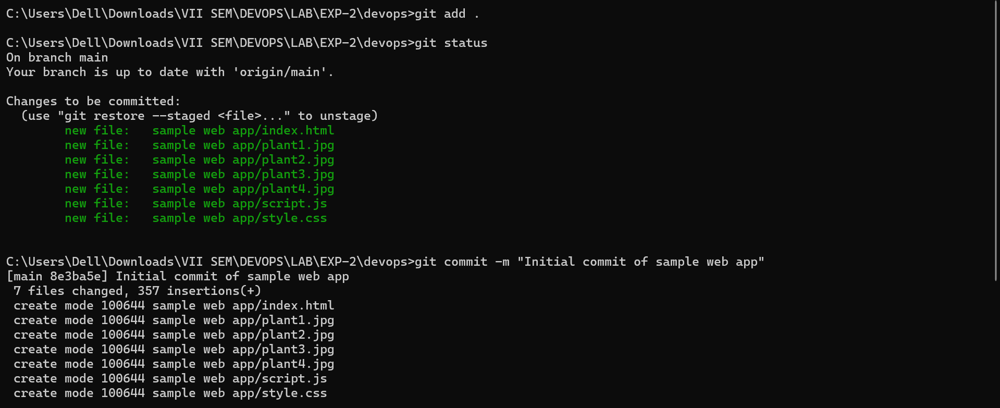 C:\Users\Dell\Downloads\VII SEM\DEVOPS\LAB\EXP-2\devops>git add .
C:\Users\Dell\Downloads\VII SEM\DEVOPS\LAB\EXP-2\devops>git status
On branch main
Your branch is up to date with 'origin/main'.
Changes to be committed:
  (use "git restore --staged <file>..." to unstage)
        new file:   sample web app/index.html
        new file:   sample web app/plant1.jpg
        new file:   sample web app/plant2.jpg
        new file:   sample web app/plant3.jpg
        new file:   sample web app/plant4.jpg
        new file:   sample web app/script.js
        new file:   sample web app/style.css
C:\Users\Dell\Downloads\VII SEM\DEVOPS\LAB\EXP-2\devops>git commit -m "Initial commit of sample web app"
[main 8e3ba5e] Initial commit of sample web app
 7 files changed, 357 insertions(+)
 create mode 100644 sample web app/index.html
 create mode 100644 sample web app/plant1.jpg
 create mode 100644 sample web app/plant2.jpg
 create mode 100644 sample web app/plant3.jpg
 create mode 100644 sample web app/plant4.jpg
 create mode 100644 sample web app/script.js
 create mode 100644 sample web app/style.css